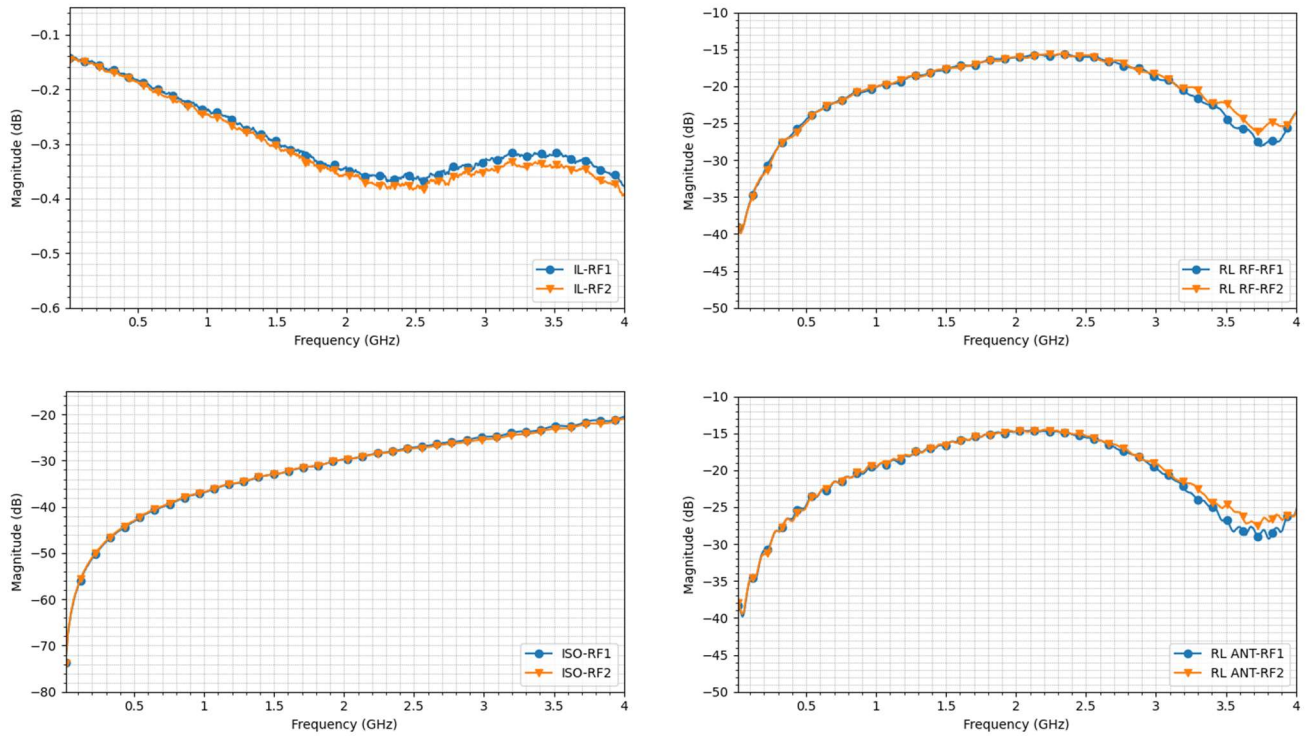 Magnitude (dB)
−0.1
−0.2
−0.3
−0.4
−0.5
−0.6
0.5 1 1.5 2 2.5 3 3.5 4
Frequency (GHz)
IL-RF1
IL-RF2
Magnitude (dB)
−10
−15
−20
−25
−30
−35
−40
−45
−50
0.5 1 1.5 2 2.5 3 3.5 4
Frequency (GHz)
RL RF-RF1
RL RF-RF2
Magnitude (dB)
−20
−30
−40
−50
−60
−70
−80
0.5 1 1.5 2 2.5 3 3.5 4
Frequency (GHz)
ISO-RF1
ISO-RF2
Magnitude (dB)
−10
−15
−20
−25
−30
−35
−40
−45
−50
0.5 1 1.5 2 2.5 3 3.5 4
Frequency (GHz)
RL ANT-RF1
RL ANT-RF2